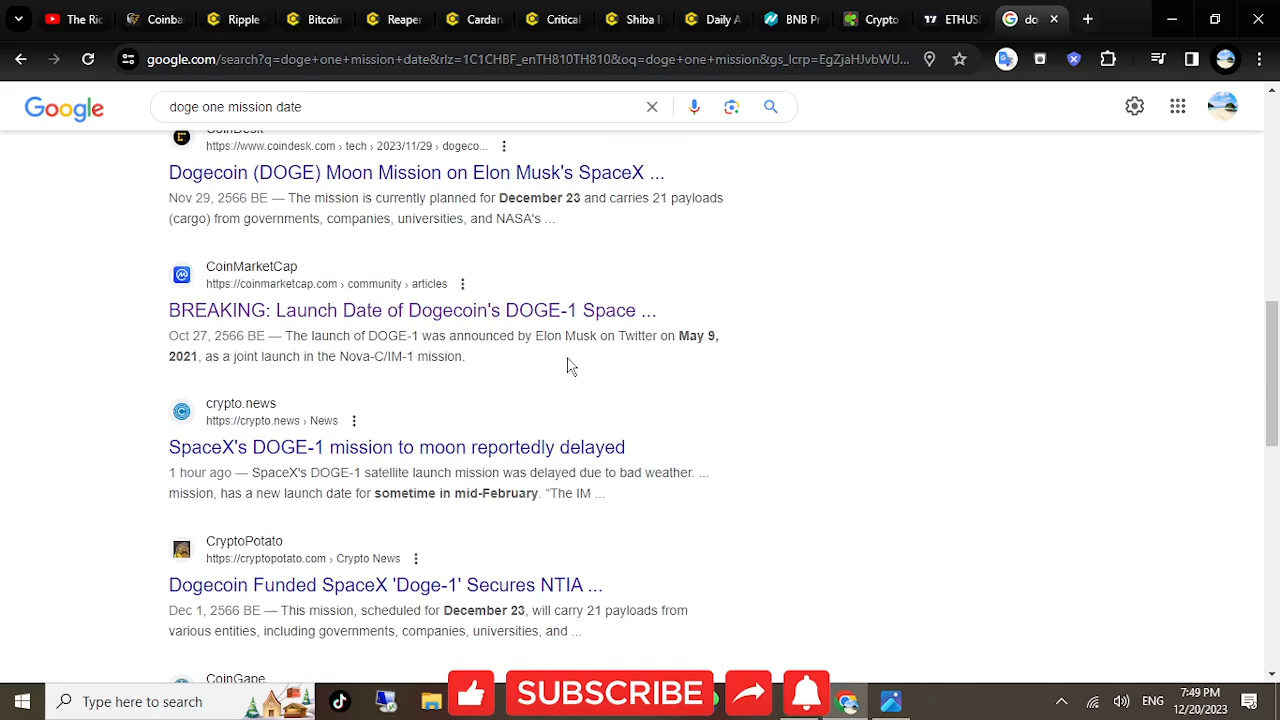 The Ric
Coinba
Ripple
Bitcoin
Reaper
Cardan
Critical
Shiba I
Daily A
BNB Pr
Crypto
ETHUS
do
google.com/search?q=doge+one+mission+date&rlz=1C1CHBF_enTH810TH810&oq=doge+one+mission&gs_lcrp=EgZjaHJvbWU...
Google
doge one mission date
CoinDesk
https://www.coindesk.com › tech › 2023/11/29 › dogeco...
Dogecoin (DOGE) Moon Mission on Elon Musk's SpaceX ...
Nov 29, 2566 BE — The mission is currently planned for December 23 and carries 21 payloads
(cargo) from governments, companies, universities, and NASA's ...
CoinMarketCap
https://coinmarketcap.com › community › articles
BREAKING: Launch Date of Dogecoin's DOGE-1 Space ...
Oct 27, 2566 BE — The launch of DOGE-1 was announced by Elon Musk on Twitter on May 9,
2021, as a joint launch in the Nova-C/IM-1 mission.
crypto.news
https://crypto.news › News
SpaceX's DOGE-1 mission to moon reportedly delayed
1 hour ago — SpaceX's DOGE-1 satellite launch mission was delayed due to bad weather. ...
mission, has a new launch date for sometime in mid-February. “The IM ...
CryptoPotato
https://cryptopotato.com › Crypto News
Dogecoin Funded SpaceX 'Doge-1' Secures NTIA ...
Dec 1, 2566 BE — This mission, scheduled for December 23, will carry 21 payloads from
various entities, including governments, companies, universities, and ...
CoinGape
SUBSCRIBE
Type here to search
ENG
7:49 PM
12/20/2023